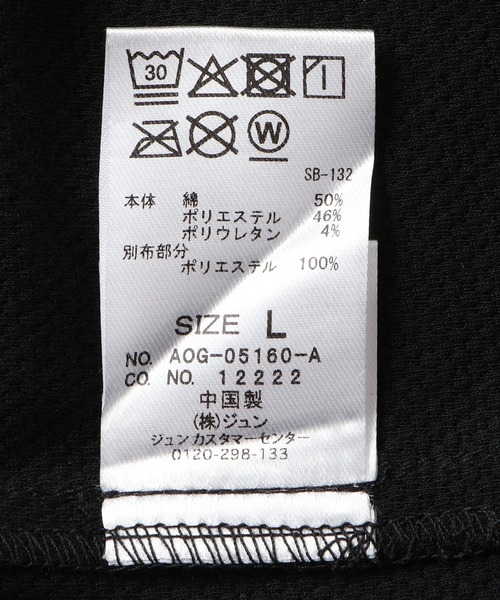 30
W
SB-132
本体 綿 50%
ポリエステル 46%
ポリウレタン 4%
別布部分
ポリエステル 100%
SIZE L
NO. AOG-05160-A
CO. NO. 12222
中国製
(株)ジュン
ジュン カスタマーセンター
0120-298-133